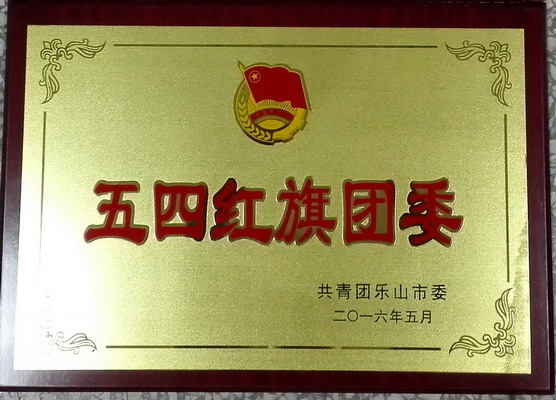 五四红旗团委
共青团乐山市委
二〇一六年五月